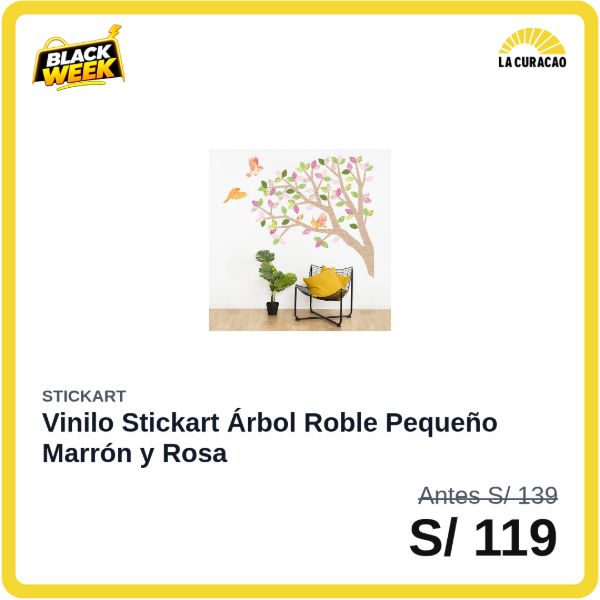 BLACK
WEEK
LA CURACAO
STICKART
Vinilo Stickart Árbol Roble Pequeño
Marrón y Rosa
Antes S/ 139
S/ 119